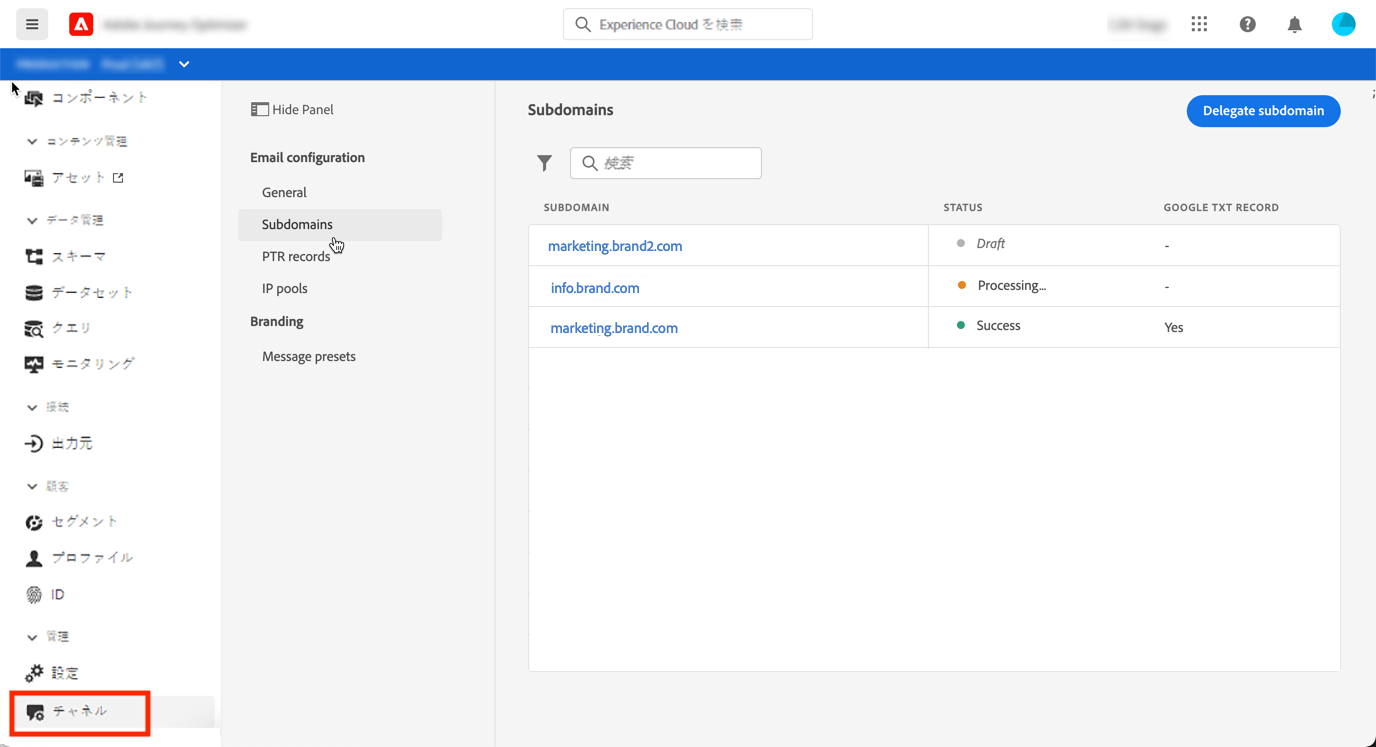 Experience Cloud を検索
コンポーネント
コンテンツ管理
アセット
データ管理
スキーマ
データセット
クエリ
モニタリング
接続
出力元
顧客
セグメント
プロファイル
ID
管理
設定
チャネル
Hide Panel
Email configuration
General
Subdomains
PTR records
IP pools
Branding
Message presets
Subdomains
Delegate subdomain
検索
SUBDOMAIN STATUS GOOGLE TXT RECORD
marketing.brand2.com Draft -
info.brand.com Processing... -
marketing.brand.com Success Yes